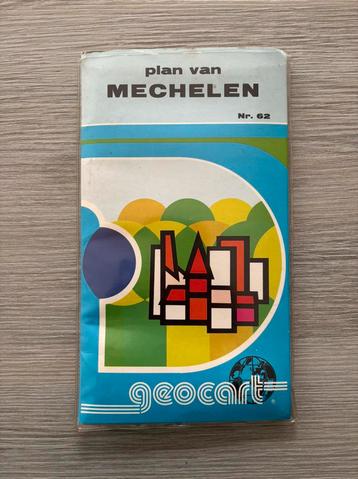 plan van
MECHELEN
Nr. 62
geocart